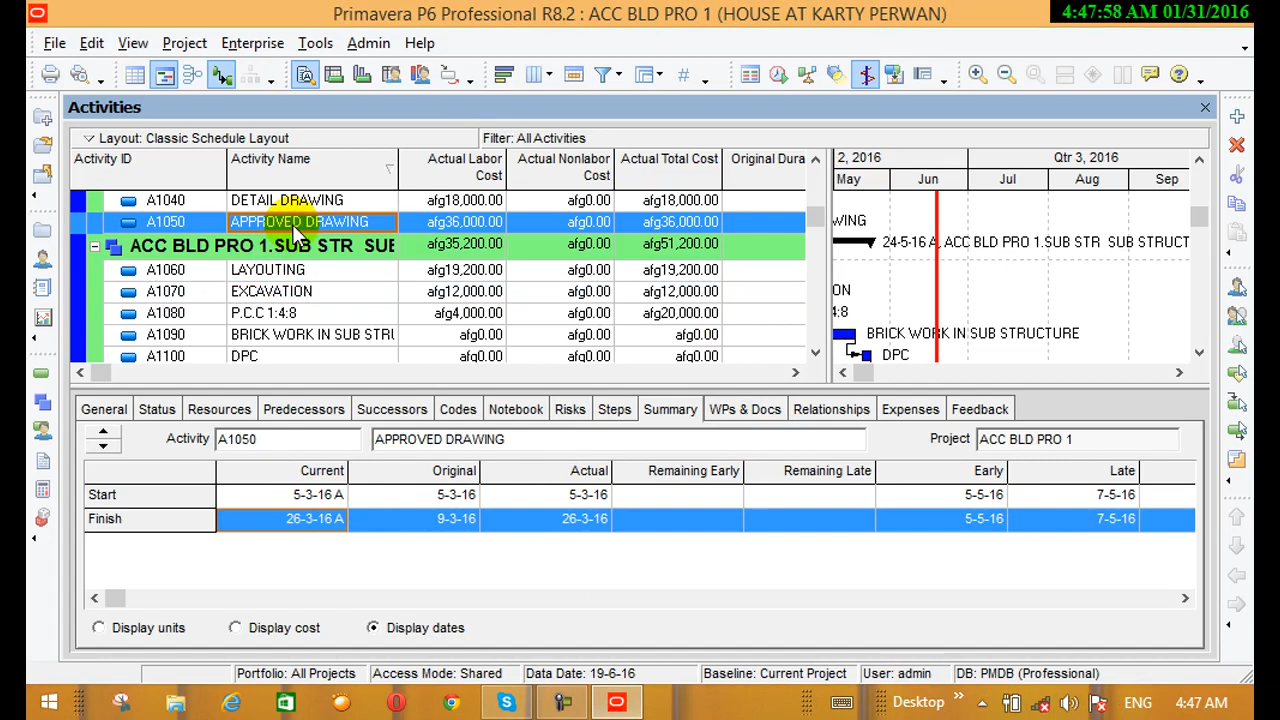 Primavera P6 Professional R8.2 : ACC BLD PRO 1 (HOUSE AT KARTY PERWAN)
4:47:58 AM 01/31/2016
File Edit View Project Enterprise Tools Admin Help
Activities
Layout: Classic Schedule Layout
Filter: All Activities
Activity ID Activity Name Actual Labor Cost Actual Nonlabor Cost Actual Total Cost Original Dura
2, 2016 Qtr 3, 2016
May Jun Jul Aug Sep
A1040 DETAIL DRAWING afg18,000.00 afg0.00 afg18,000.00
A1050 APPROVED DRAWING afg36,000.00 afg0.00 afg36,000.00 WING
ACC BLD PRO 1.SUB STR SUE afg35,200.00 afg0.00 afg51,200.00 24-5-16 A, ACC BLD PRO 1.SUB STR SUB STRUCT
A1060 LAYOUTING afg19,200.00 afg0.00 afg19,200.00
A1070 EXCAVATION afg12,000.00 afg0.00 afg12,000.00 ON
A1080 P.C.C 1:4:8 afg4,000.00 afg0.00 afg20,000.00 4:8
A1090 BRICK WORK IN SUB STRI afg0.00 afg0.00 afg0.00 BRICK WORK IN SUB STRUCTURE
A1100 DPC afg0.00 afg0.00 afg0.00 DPC
General Status Resources Predecessors Successors Codes Notebook Risks Steps Summary WPs & Docs Relationships Expenses Feedback
Activity A1050 APPROVED DRAWING Project ACC BLD PRO 1
Current Original Actual Remaining Early Remaining Late Early Late
Start 5-3-16 A 5-3-16 5-3-16 5-5-16 7-5-16
Finish 26-3-16 A 9-3-16 26-3-16 5-5-16 7-5-16
Display units Display cost Display dates
Portfolio: All Projects Access Mode: Shared Data Date: 19-6-16 Baseline: Current Project User: admin DB: PMDB (Professional)
Desktop » ENG 4:47 AM